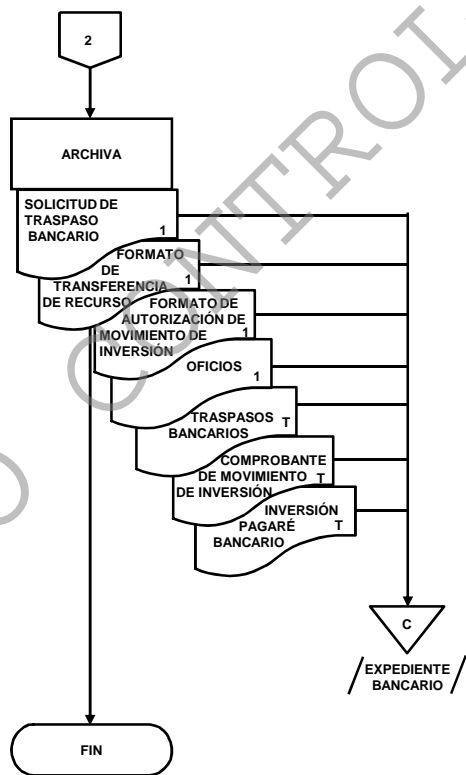 2
ARCHIVA
SOLICITUD DE
TRASPASO
BANCARIO
1
FORMATO
DE
TRANSFERENCIA
DE RECURSO
1
FORMATO DE
AUTORIZACIÓN DE
MOVIMIENTO DE
INVERSIÓN
1
OFICIOS
1
TRASPASOS
BANCARIOS
T
COMPROBANTE
DE MOVIMIENTO
DE INVERSIÓN
T
INVERSIÓN
PAGARÉ
BANCARIO
T
C
EXPEDIENTE
BANCARIO
FIN
CONTROL